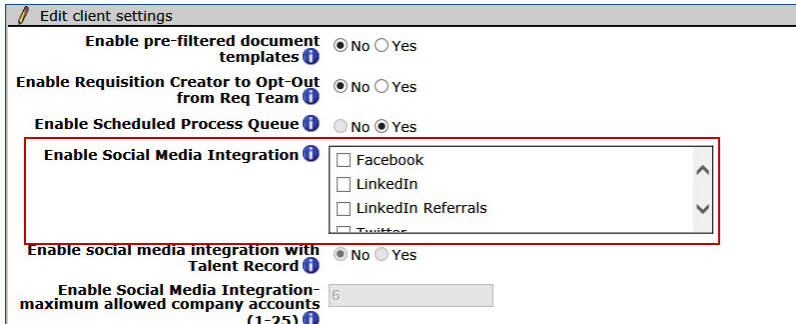 Edit client settings
Enable pre-filtered document
templates
No Yes
Enable Requisition Creator to Opt-Out
from Req Team
No Yes
Enable Scheduled Process Queue
No Yes
Enable Social Media Integration
Facebook
LinkedIn
LinkedIn Referrals
Twitter
Enable social media integration with
Talent Record
No Yes
Enable Social Media Integration-
maximum allowed company accounts
(1-25)
6